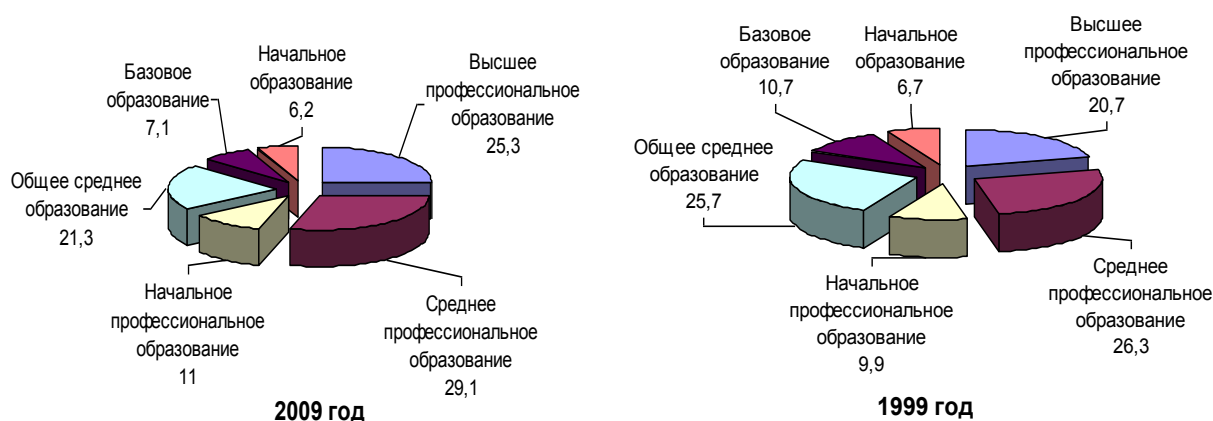 Базовое
образование
7,1
Начальное
образование
6,2
Высшее
профессиональное
образование
25,3
Общее среднее
образование
21,3
Начальное
профессиональное
образование
11
Среднее
профессиональное
образование
29,1
2009 год
Базовое
образование
10,7
Начальное
образование
6,7
Высшее
профессиональное
образование
20,7
Общее среднее
образование
25,7
Начальное
профессиональное
образование
9,9
Среднее
профессиональное
образование
26,3
1999 год